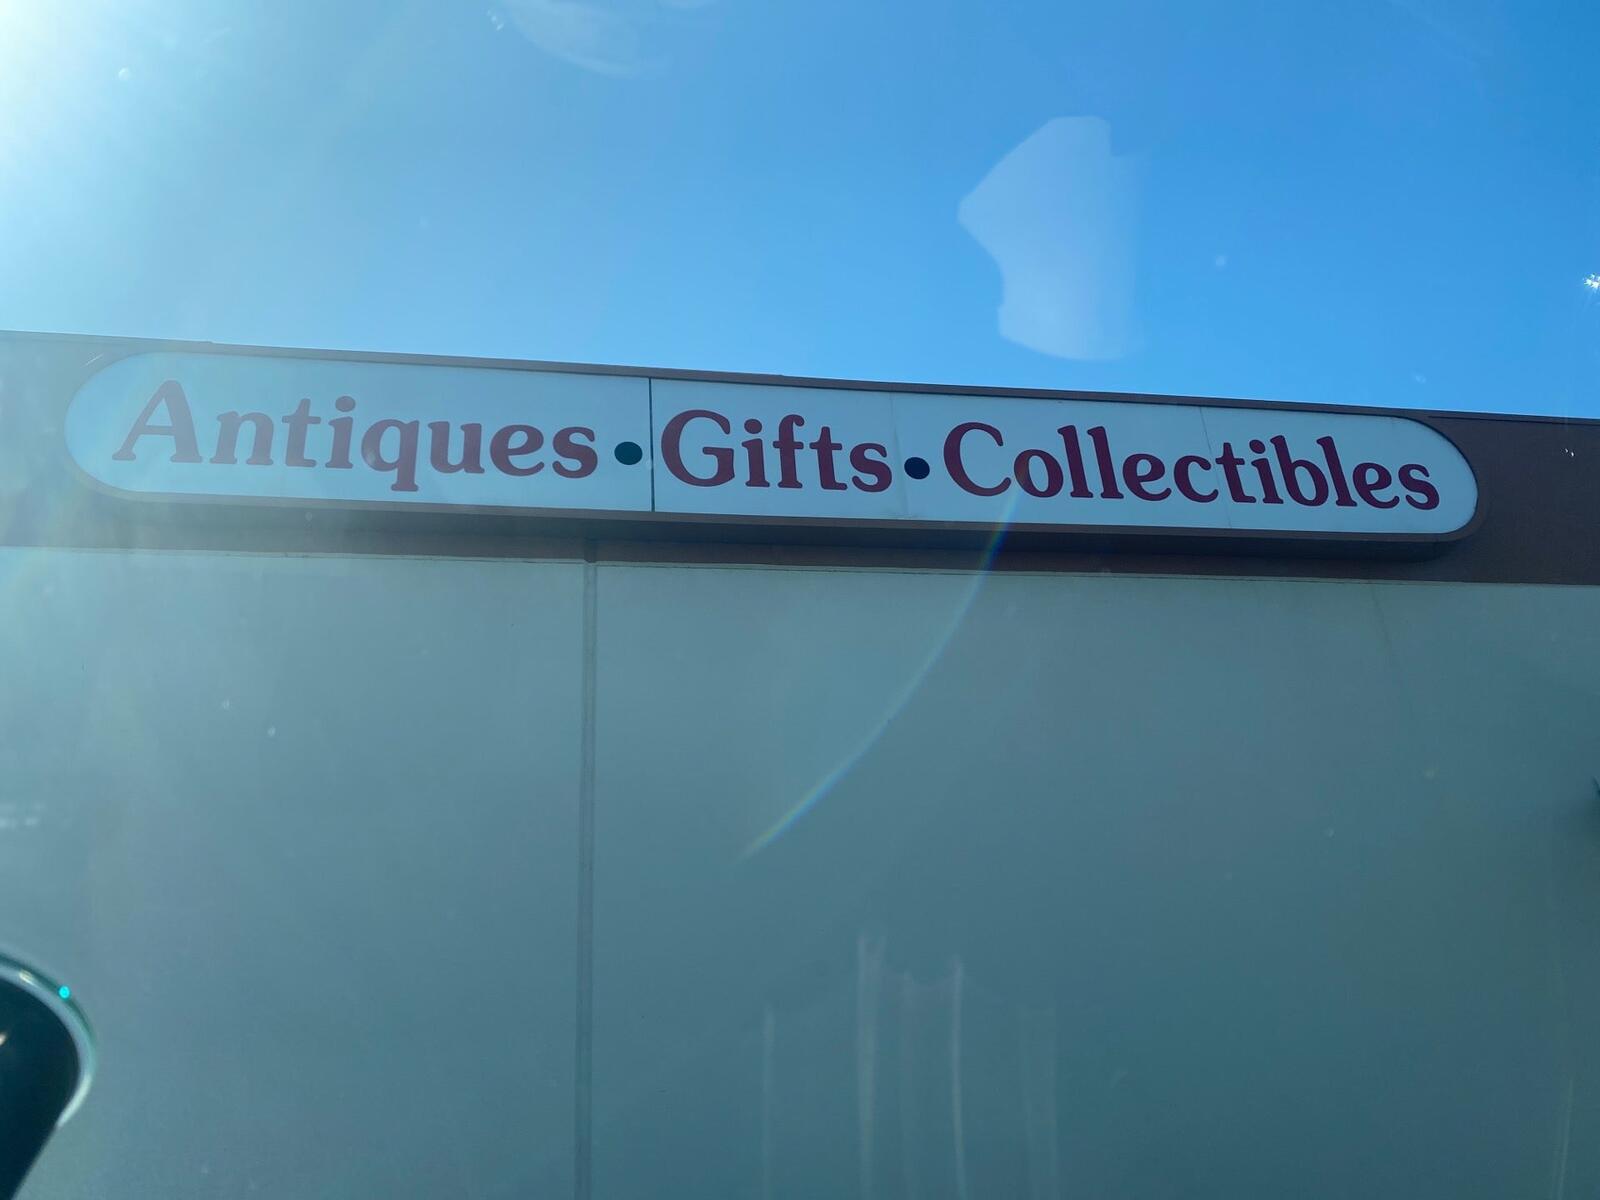 Antiques • Gifts • Collectibles